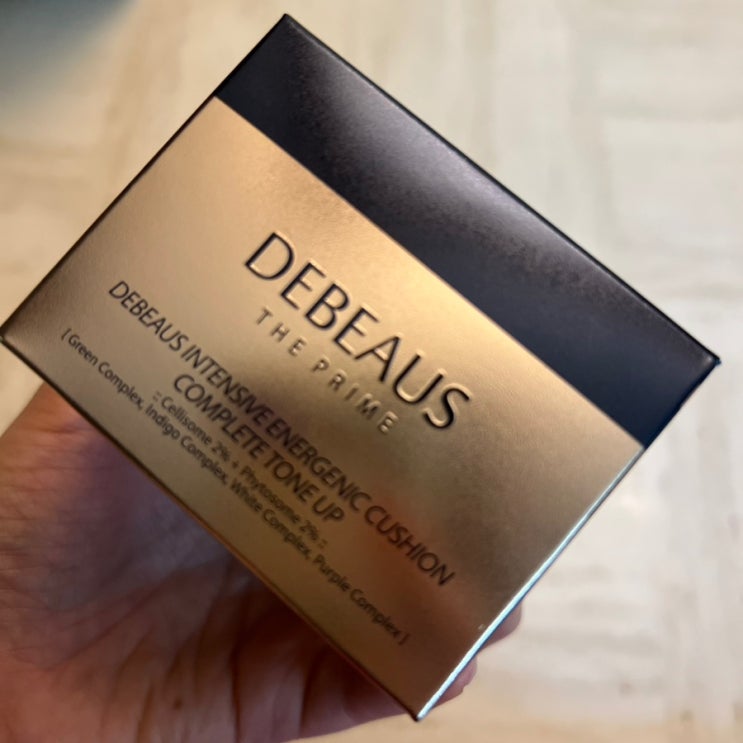 DEBEAUS
THE PRIME
DEBEAUS INTENSIVE ENERGENIC CUSHION
COMPLETE TONE UP
:: Cellisome 2% + Phytosome 2% ::
[ Green Complex, Indigo Complex, White Complex, Purple Complex ]